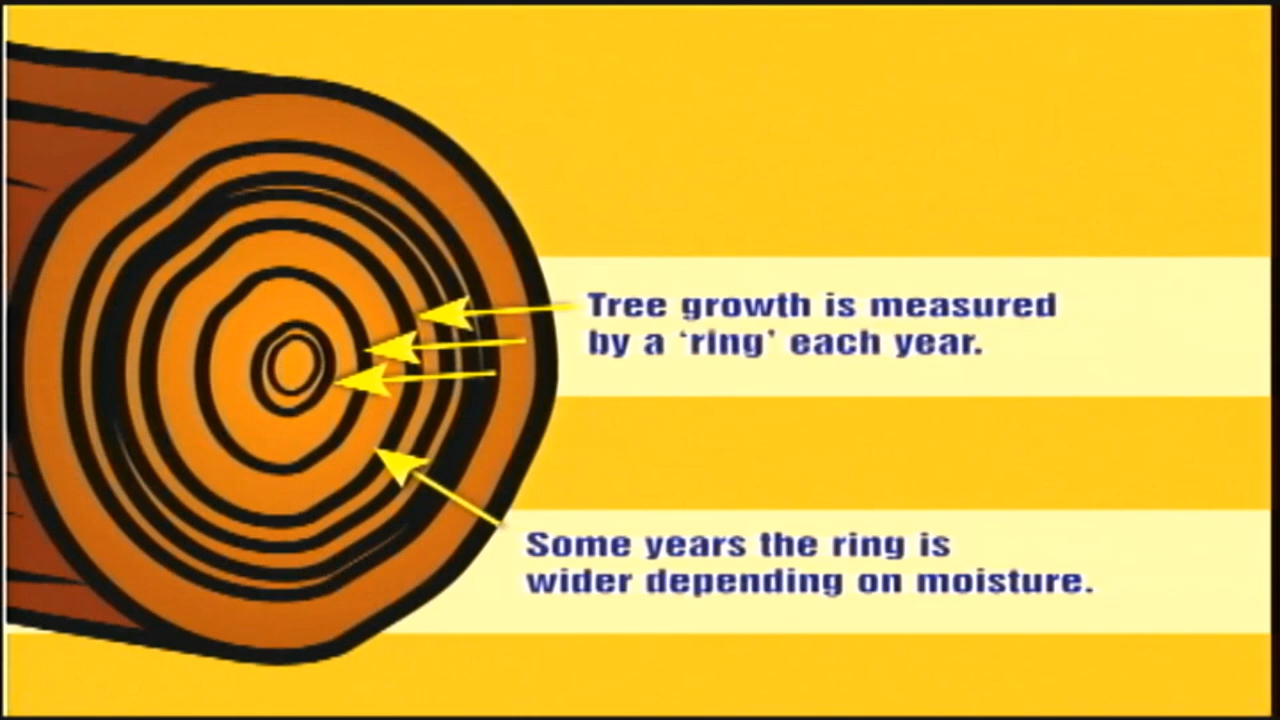 Tree growth is measured
by a ‘ring’ each year.
Some years the ring is
wider depending on moisture.